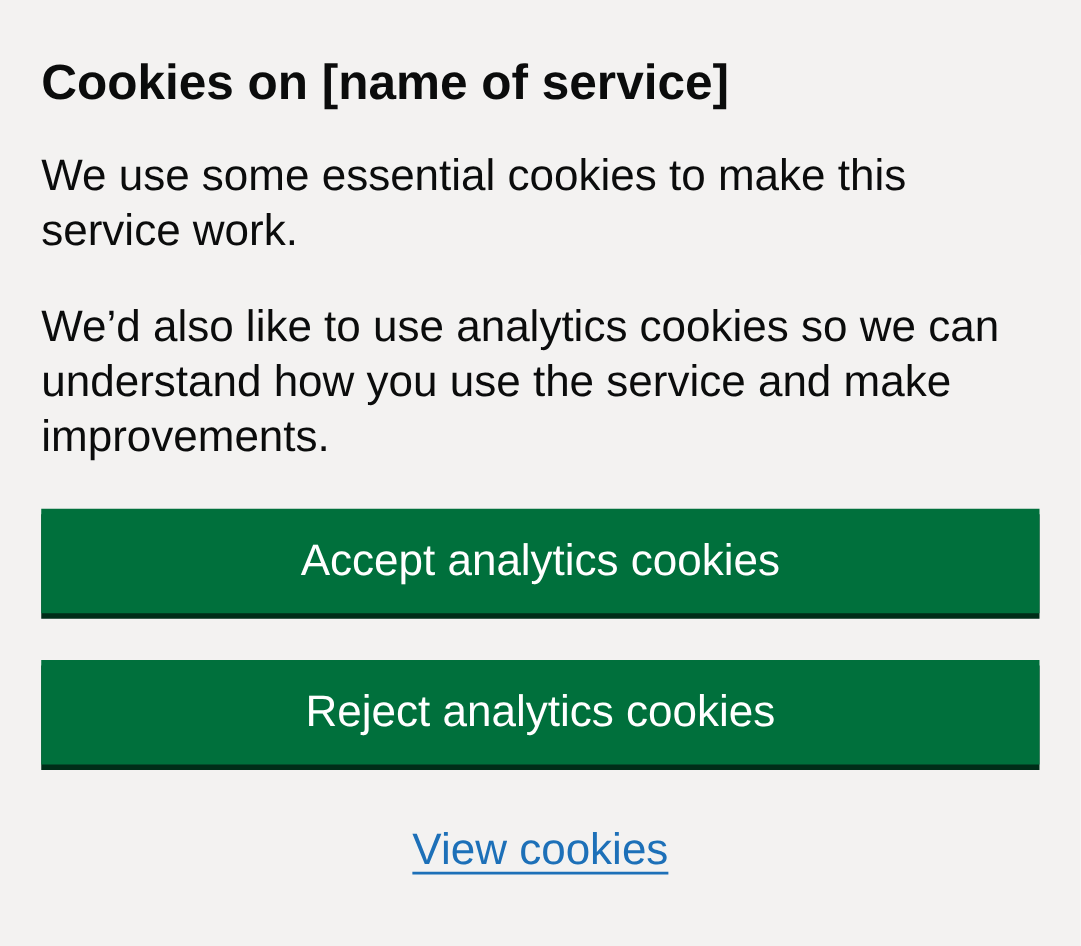 Cookies on [name of service]
We use some essential cookies to make this
service work.
We’d also like to use analytics cookies so we can
understand how you use the service and make
improvements.
Accept analytics cookies
Reject analytics cookies
View cookies